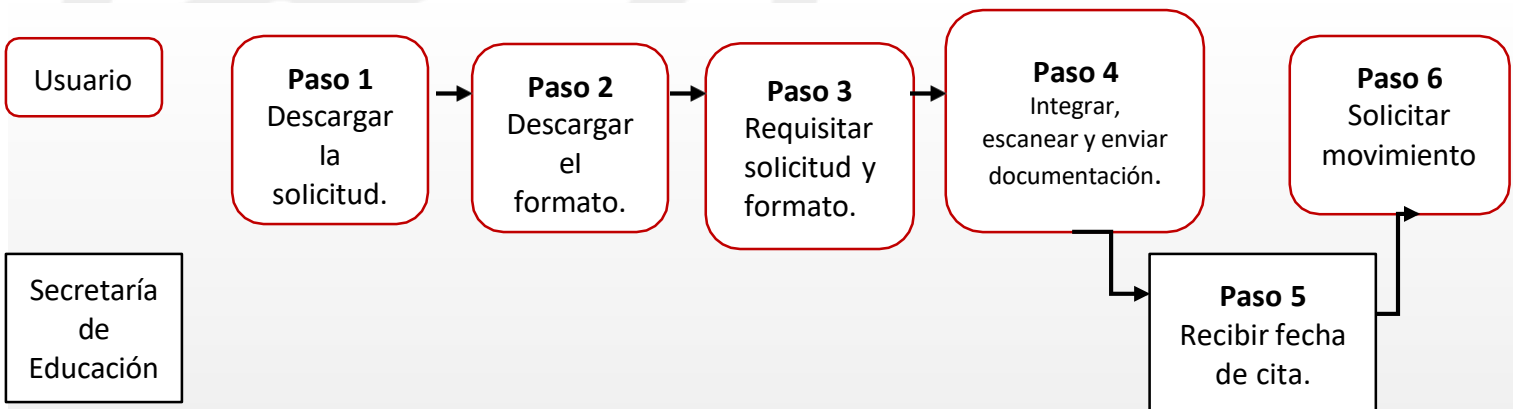 Usuario
Paso 1
Descargar
la
solicitud.
Paso 2
Descargar
el
formato.
Paso 3
Requisitar
solicitud y
formato.
Paso 4
Integrar,
escanear y enviar
documentación.
Paso 6
Solicitar
movimiento
Secretaría
de
Educación
Paso 5
Recibir fecha
de cita.